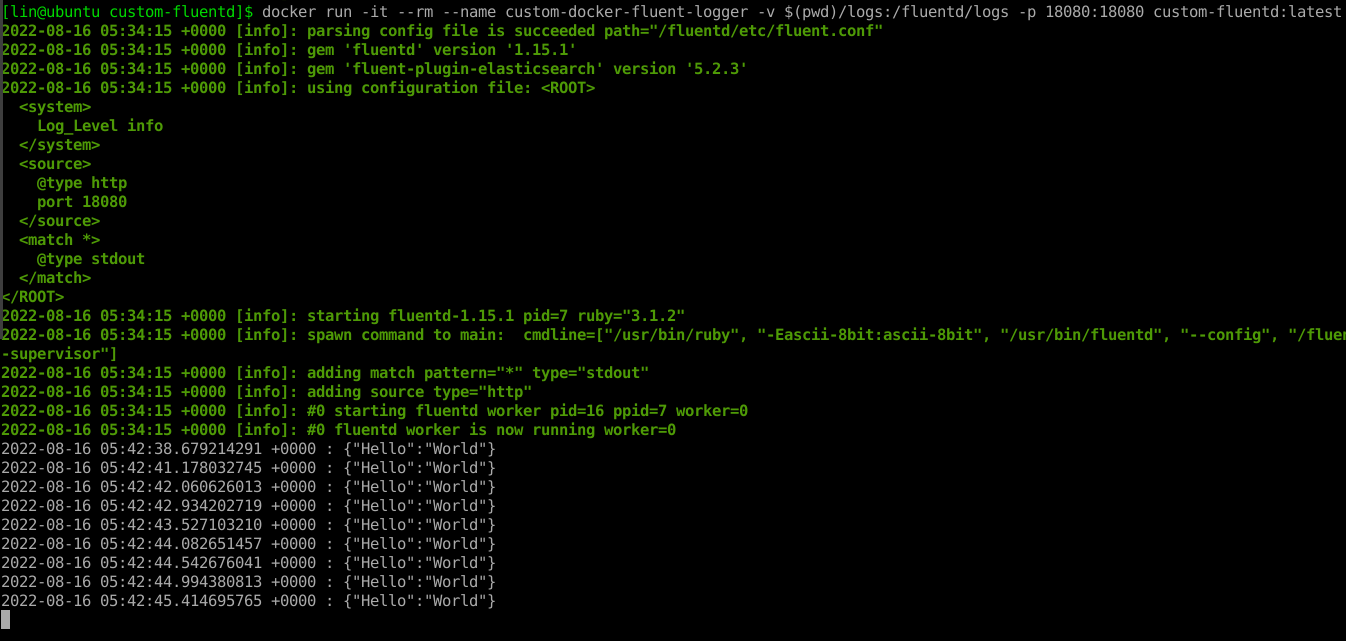 [lin@ubuntu custom-fluentd]$ docker run -it --rm --name custom-docker-fluent-logger -v $(pwd)/logs:/fluentd/logs -p 18080:18080 custom-fluentd:latest
2022-08-16 05:34:15 +0000 [info]: parsing config file is succeeded path="/fluentd/etc/fluent.conf"
2022-08-16 05:34:15 +0000 [info]: gem 'fluentd' version '1.15.1'
2022-08-16 05:34:15 +0000 [info]: gem 'fluent-plugin-elasticsearch' version '5.2.3'
2022-08-16 05:34:15 +0000 [info]: using configuration file: <ROOT>
  <system>
    Log_Level info
  </system>
  <source>
    @type http
    port 18080
  </source>
  <match *>
    @type stdout
  </match>
</ROOT>
2022-08-16 05:34:15 +0000 [info]: starting fluentd-1.15.1 pid=7 ruby="3.1.2"
2022-08-16 05:34:15 +0000 [info]: spawn command to main:  cmdline=["/usr/bin/ruby", "-Eascii-8bit:ascii-8bit", "/usr/bin/fluentd", "--config", "/fluen
-supervisor"]
2022-08-16 05:34:15 +0000 [info]: adding match pattern="*" type="stdout"
2022-08-16 05:34:15 +0000 [info]: adding source type="http"
2022-08-16 05:34:15 +0000 [info]: #0 starting fluentd worker pid=16 ppid=7 worker=0
2022-08-16 05:34:15 +0000 [info]: #0 fluentd worker is now running worker=0
2022-08-16 05:42:38.679214291 +0000 : {"Hello":"World"}
2022-08-16 05:42:41.178032745 +0000 : {"Hello":"World"}
2022-08-16 05:42:42.060626013 +0000 : {"Hello":"World"}
2022-08-16 05:42:42.934202719 +0000 : {"Hello":"World"}
2022-08-16 05:42:43.527103210 +0000 : {"Hello":"World"}
2022-08-16 05:42:44.082651457 +0000 : {"Hello":"World"}
2022-08-16 05:42:44.542676041 +0000 : {"Hello":"World"}
2022-08-16 05:42:44.994380813 +0000 : {"Hello":"World"}
2022-08-16 05:42:45.414695765 +0000 : {"Hello":"World"}